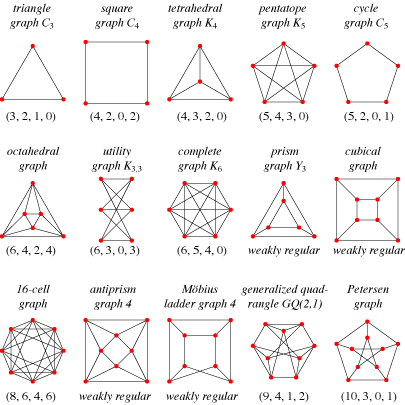 triangle
graph C3
square
graph C4
tetrahedral
graph K4
pentatope
graph K5
cycle
graph C5
(3, 2, 1, 0)
(4, 2, 0, 2)
(4, 3, 2, 0)
(5, 4, 3, 0)
(5, 2, 0, 1)
octahedral
graph
utility
graph K3,3
complete
graph K6
prism
graph Y3
cubical
graph
(6, 4, 2, 4)
(6, 3, 0, 3)
(6, 5, 4, 0)
weakly regular
weakly regular
16-cell
graph
antiprism
graph 4
Möbius
ladder graph 4
generalized quad-
rangle GQ(2,1)
Petersen
graph
(8, 6, 4, 6)
weakly regular
weakly regular
(9, 4, 1, 2)
(10, 3, 0, 1)